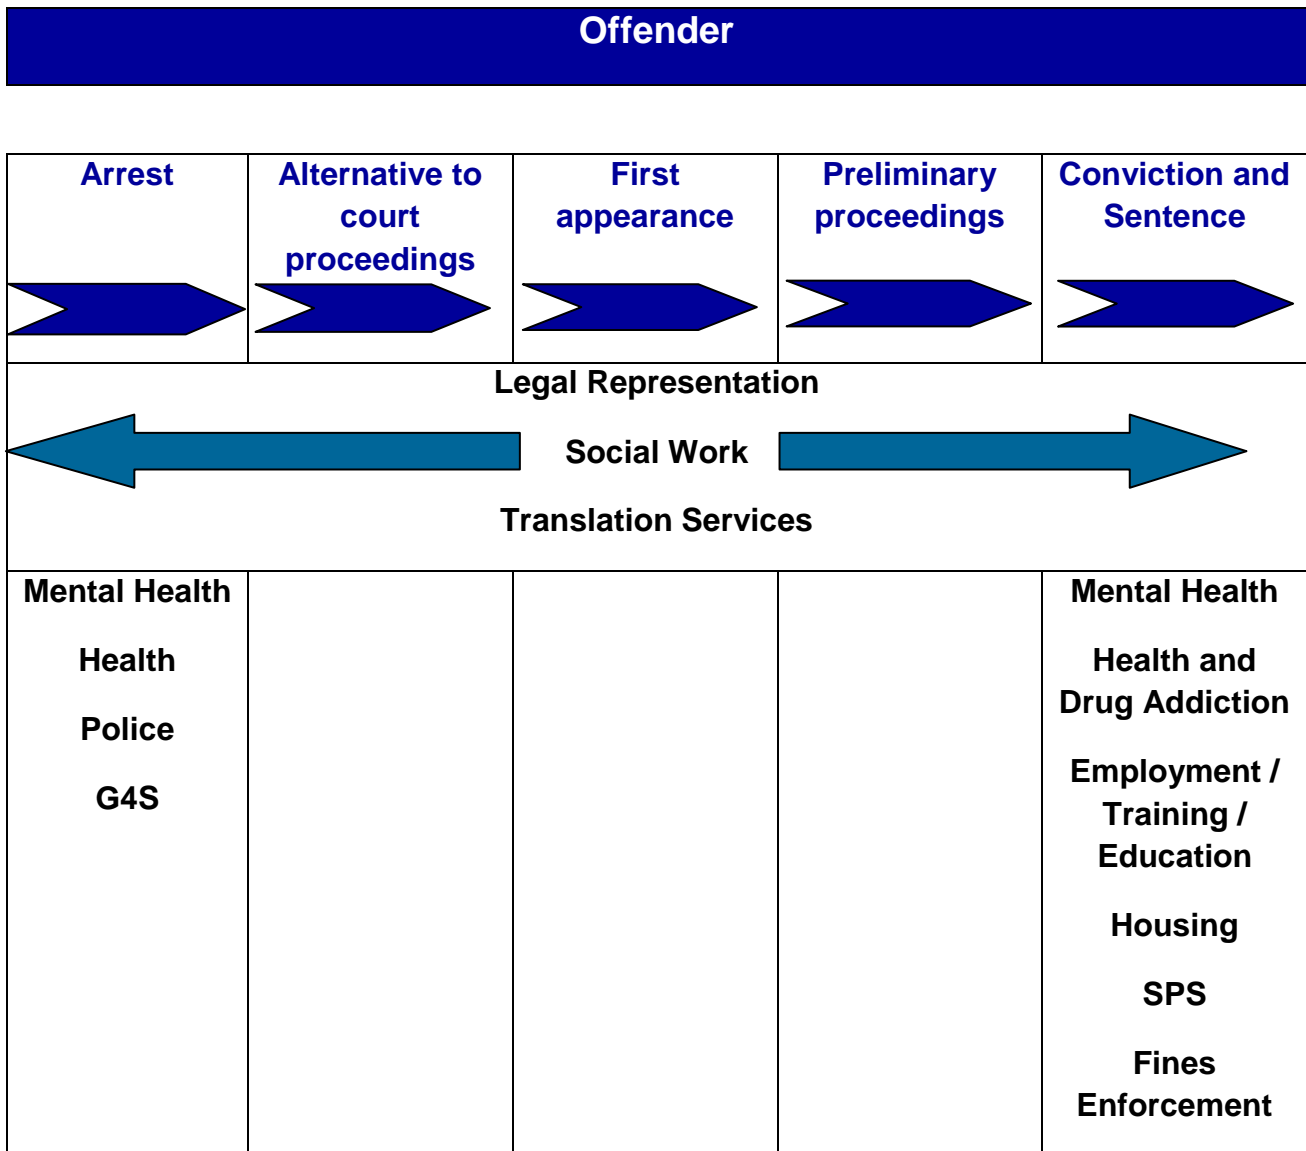 Offender
Arrest
Alternative to
court
proceedings
First
appearance
Preliminary
proceedings
Conviction and
Sentence
Legal Representation
Social Work
Translation Services
Mental Health
Health
Police
G4S
Mental Health
Health and
Drug Addiction
Employment /
Training /
Education
Housing
SPS
Fines
Enforcement